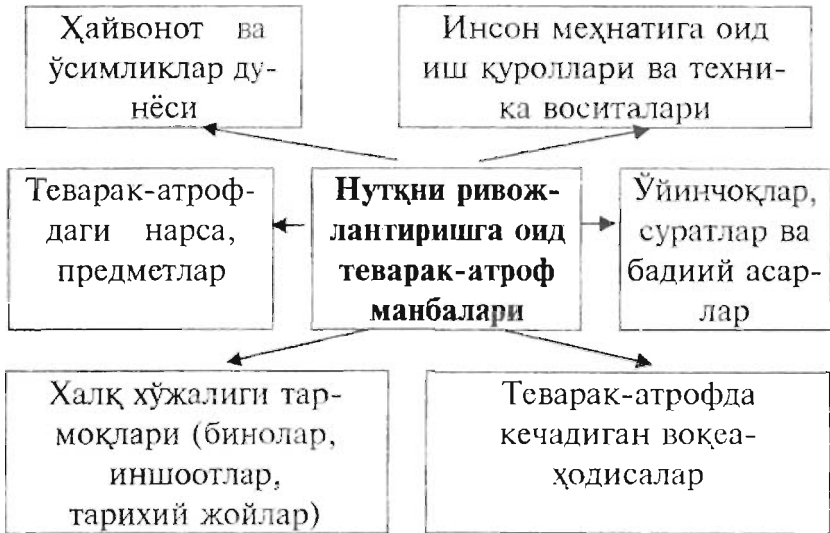 Ҳайвонот ва
ўсимликлар ду-
нёси
Инсон меҳнатига оид
иш қуроллари ва техни-
ка воситалари
Теварак-атроф-
даги нарса,
предметлар
Нутқни ривож-
лантиришга оид
теварак-атроф
манбалари
Ўйинчоқлар,
суратлар ва
бадиий асар-
лар
Халқ хўжалиги тар-
моқлари (бинолар,
иншоотлар,
тарихий жойлар)
Теварак-атрофда
кечадиган воқеа-
ҳодисалар